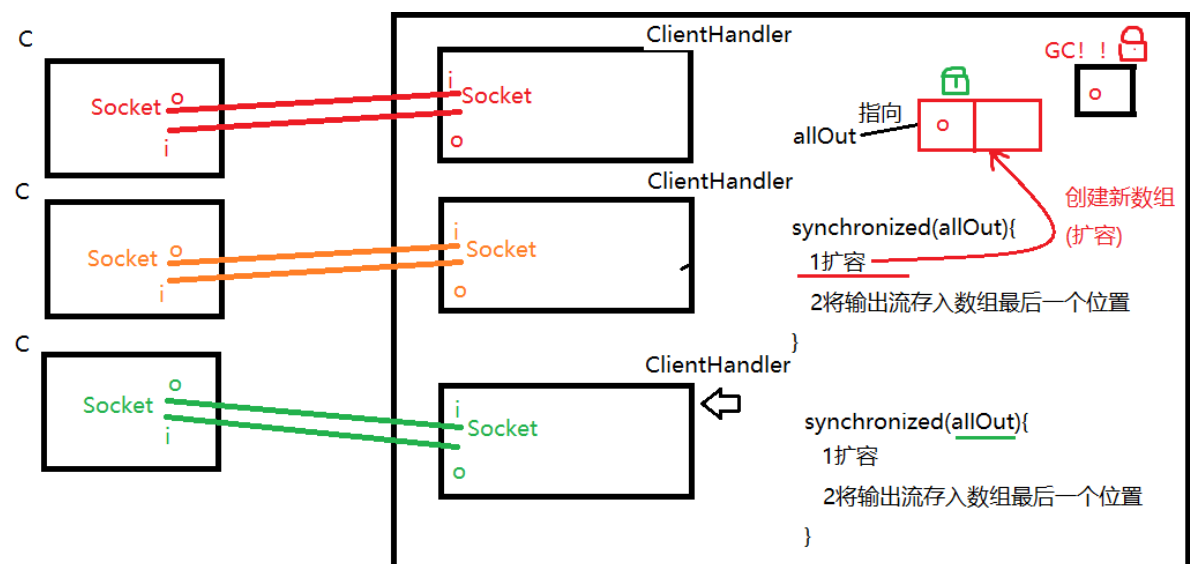 C
Socket
o
i
ClientHandler
i
Socket
o
C
Socket
o
i
ClientHandler
i
Socket
o
C
Socket
o
i
ClientHandler
i
Socket
o
GC！！
o
指向
allOut
o
创建新数组
(扩容)
synchronized(allOut){
1扩容
2将输出流存入数组最后一个位置
}
synchronized(allOut){
1扩容
2将输出流存入数组最后一个位置
}